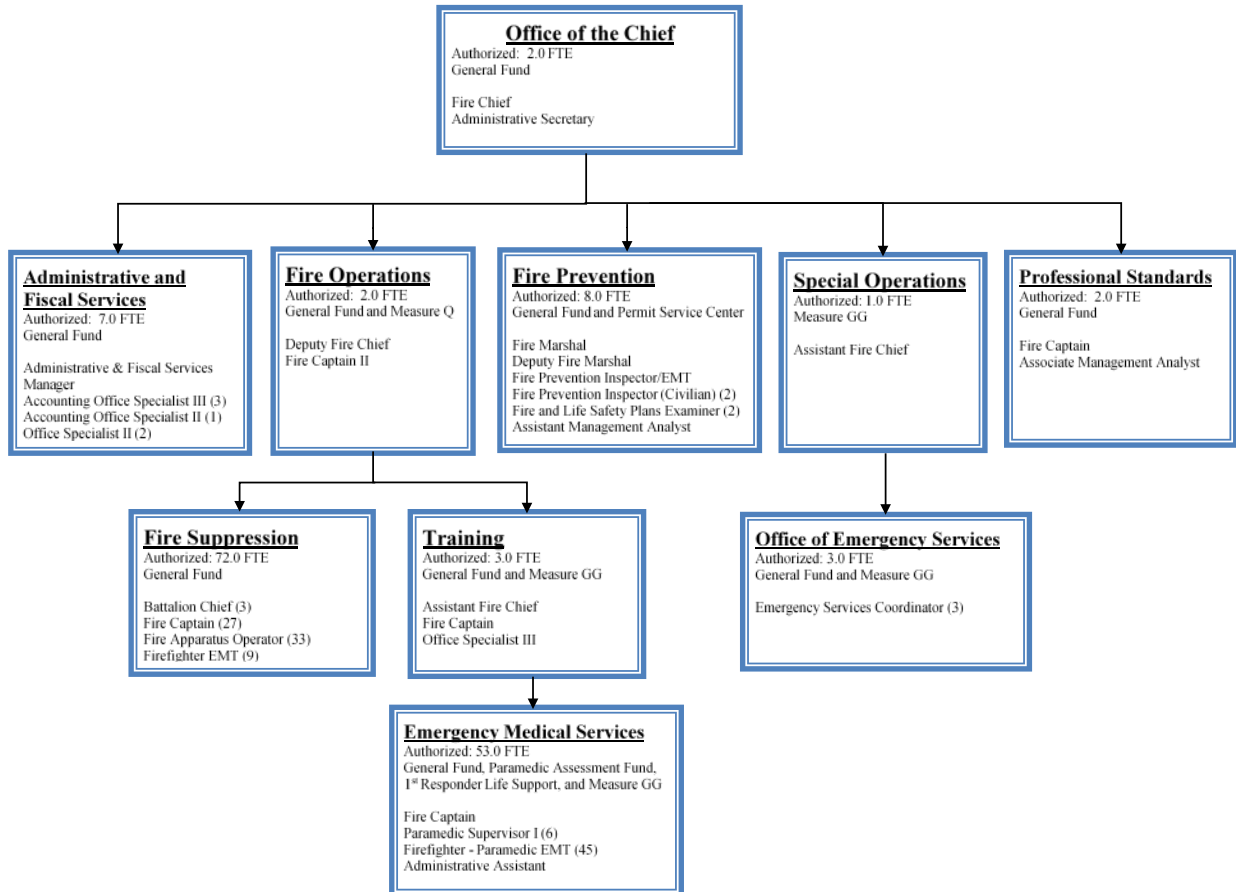 Office of the Chief
Authorized: 2.0 FTE
General Fund
Fire Chief
Administrative Secretary
Administrative and
Fiscal Services
Authorized: 7.0 FTE
General Fund
Administrative & Fiscal Services
Manager
Accounting Office Specialist III (3)
Accounting Office Specialist II (1)
Office Specialist II (2)
Fire Operations
Authorized: 2.0 FTE
General Fund and Measure Q
Deputy Fire Chief
Fire Captain II
Fire Prevention
Authorized: 8.0 FTE
General Fund and Permit Service Center
Fire Marshal
Deputy Fire Marshal
Fire Prevention Inspector/EMT
Fire Prevention Inspector (Civilian) (2)
Fire and Life Safety Plans Examiner (2)
Assistant Management Analyst
Special Operations
Authorized: 1.0 FTE
Measure GG
Assistant Fire Chief
Professional Standards
Authorized: 2.0 FTE
General Fund
Fire Captain
Associate Management Analyst
Fire Suppression
Authorized: 72.0 FTE
General Fund
Battalion Chief (3)
Fire Captain (27)
Fire Apparatus Operator (33)
Firefighter EMT (9)
Training
Authorized: 3.0 FTE
General Fund and Measure GG
Assistant Fire Chief
Fire Captain
Office Specialist III
Office of Emergency Services
Authorized: 3.0 FTE
General Fund and Measure GG
Emergency Services Coordinator (3)
Emergency Medical Services
Authorized: 53.0 FTE
General Fund, Paramedic Assessment Fund,
1st Responder Life Support, and Measure GG
Fire Captain
Paramedic Supervisor I (6)
Firefighter - Paramedic EMT (45)
Administrative Assistant